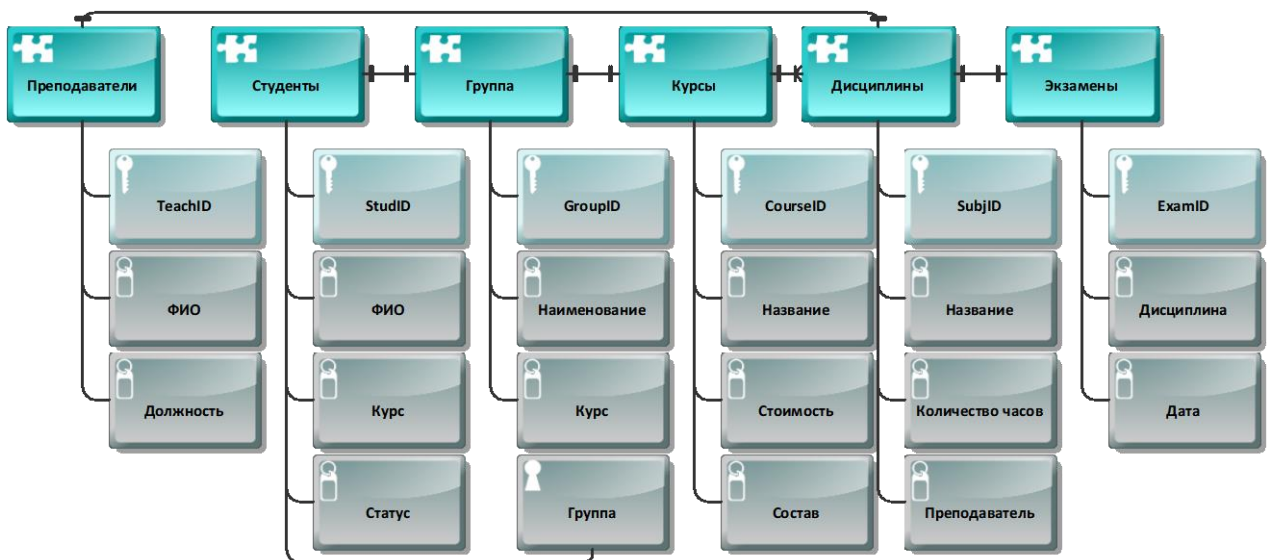 Преподаватели
Студенты
Группа
Курсы
Дисциплины
Экзамены
TeachID
StudID
GroupID
CourseID
SubjID
ExamID
ФИО
ФИО
Наименование
Название
Название
Дисциплина
Должность
Курс
Курс
Стоимость
Количество часов
Дата
Статус
Группа
Состав
Преподаватель